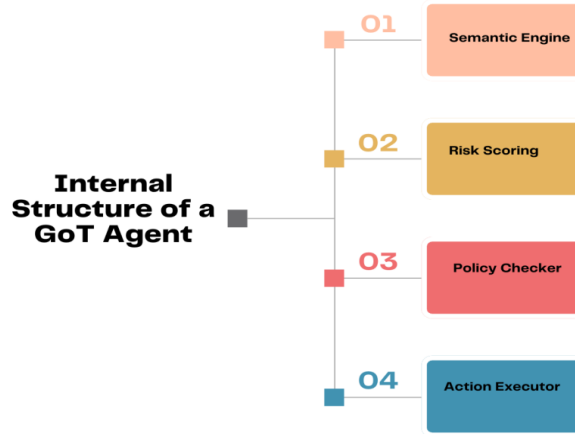 Internal
Structure of a
GoT Agent
01
Semantic Engine
02
Risk Scoring
03
Policy Checker
04
Action Executor